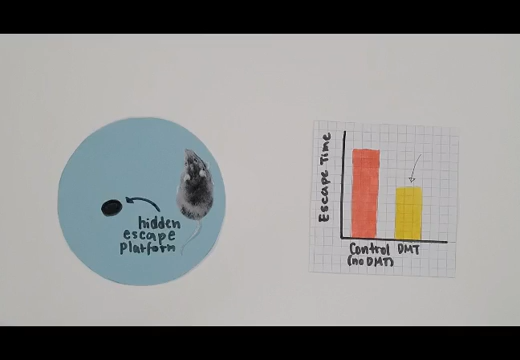 hidden
escape
platform
Escape Time
Control DMT
(no DMT)